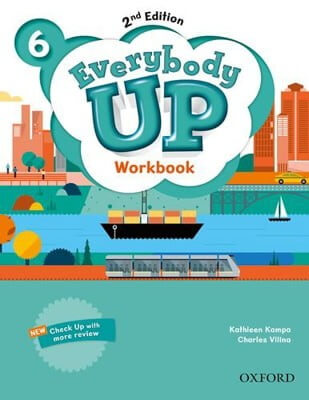 6
2nd Edition
Everybody
UP
Workbook
NEW Check Up with
more review
Kathleen Kampa
Charles Vilina
OXFORD